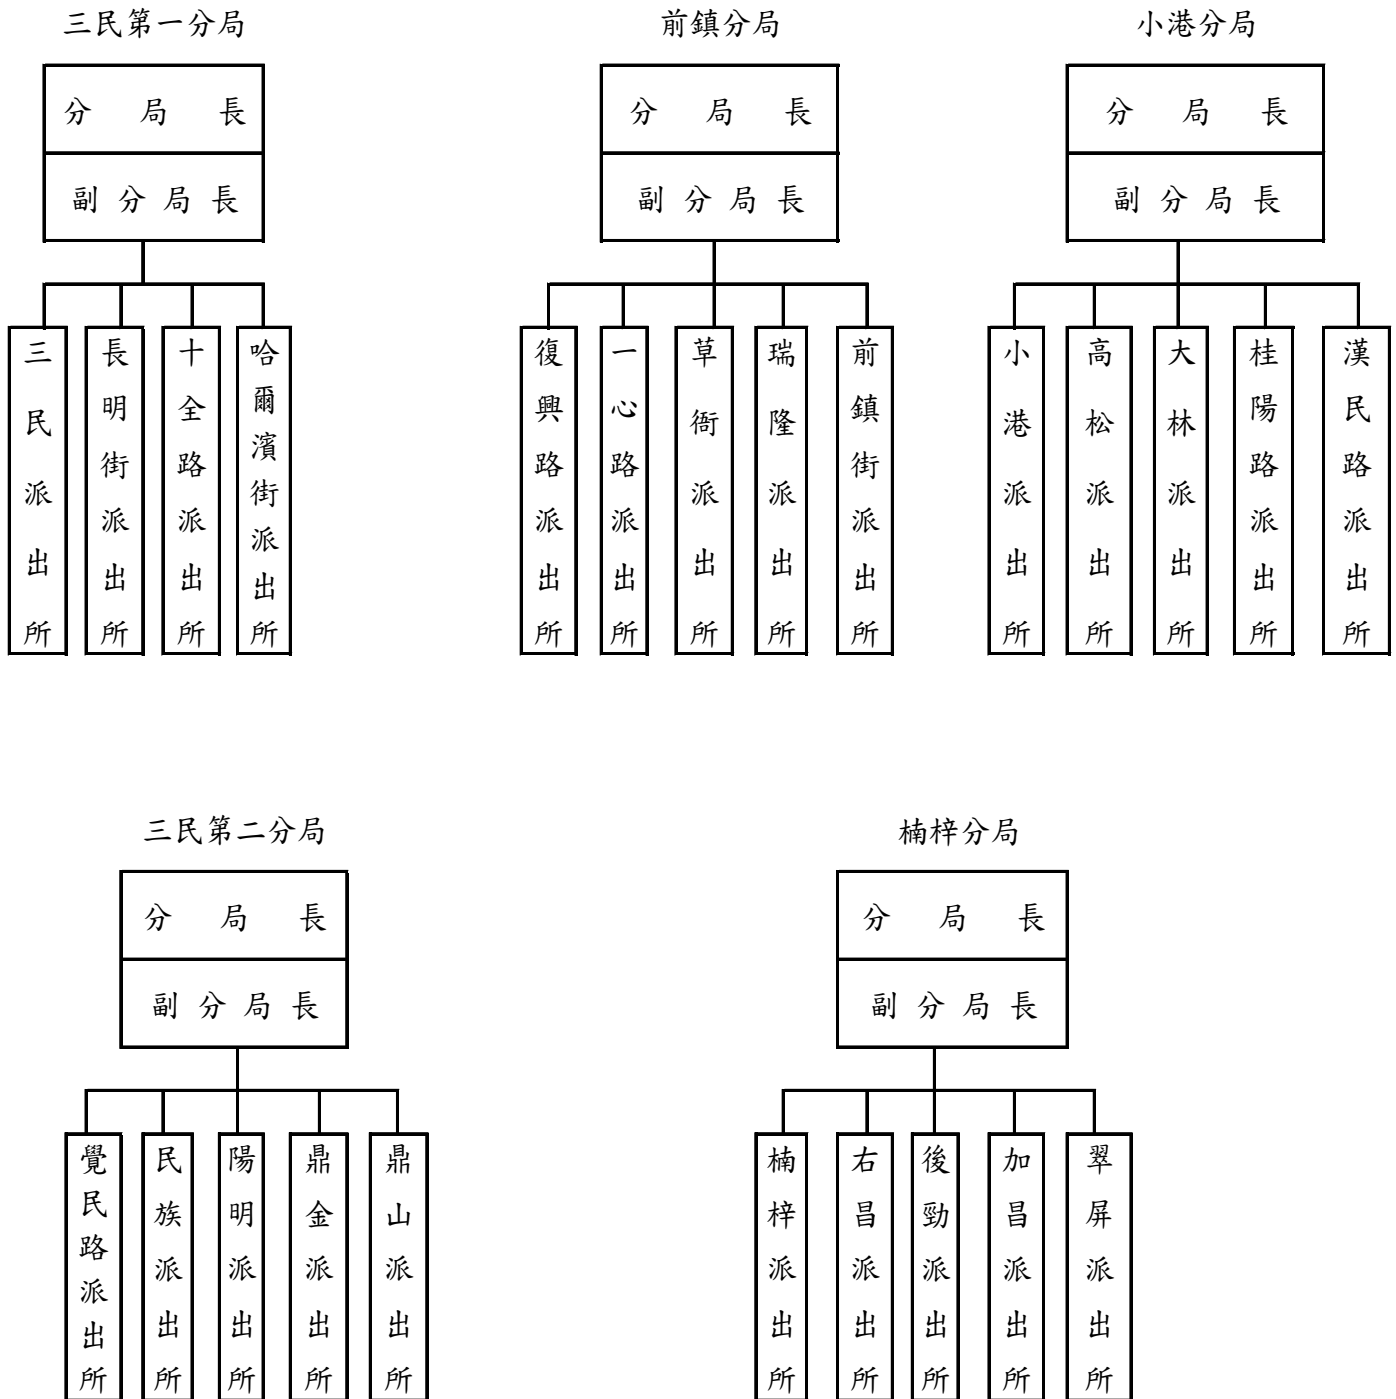 三民第一分局
分局長
副分局長
三民派出所
長明街派出所
十全路派出所
哈爾濱街派出所
前鎮分局
分局長
副分局長
復興路派出所
一心路派出所
草衙派出所
瑞隆派出所
前鎮街派出所
小港分局
分局長
副分局長
小港派出所
高松派出所
大林派出所
桂陽路派出所
漢民路派出所
三民第二分局
分局長
副分局長
覺民路派出所
民族派出所
陽明派出所
鼎金派出所
鼎山派出所
楠梓分局
分局長
副分局長
楠梓派出所
右昌派出所
後勁派出所
加昌派出所
翠屏派出所